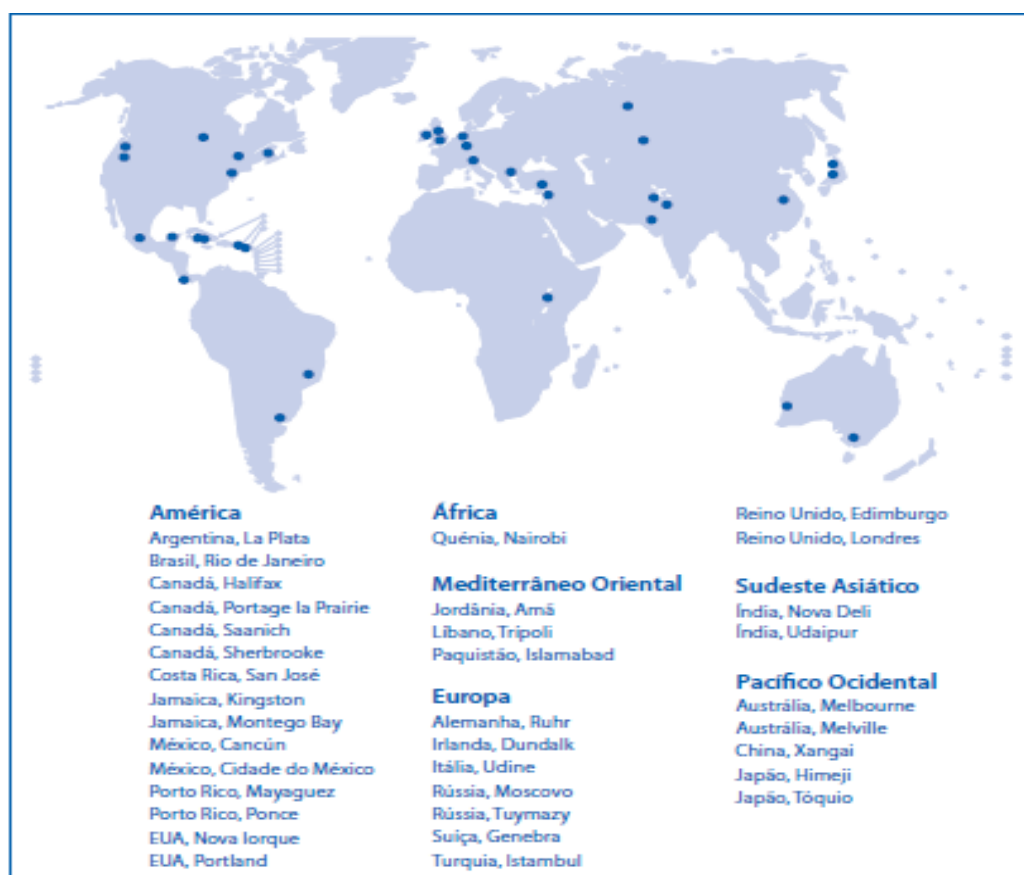 América
Argentina, La Plata
Brasil, Rio de Janeiro
Canadá, Halifax
Canadá, Portage la Prairie
Canadá, Saanich
Canadá, Sherbrooke
Costa Rica, San José
Jamaica, Kingston
Jamaica, Montego Bay
México, Cancún
México, Cidade do México
Porto Rico, Mayaguez
Porto Rico, Ponce
EUA, Nova Iorque
EUA, Portland
África
Quénia, Nairobi
Mediterrâneo Oriental
Jordânia, Amã
Líbano, Trípoli
Paquistão, Islamabad
Europa
Alemanha, Ruhr
Irlanda, Dundalk
Itália, Udine
Rússia, Moscovo
Rússia, Tuymazy
Suíça, Genebra
Turquia, Istambul
Reino Unido, Edimburgo
Reino Unido, Londres
Sudeste Asiático
Índia, Nova Deli
Índia, Udaipur
Pacífico Ocidental
Austrália, Melbourne
Austrália, Melville
China, Xangai
Japão, Himeji
Japão, Tóquio